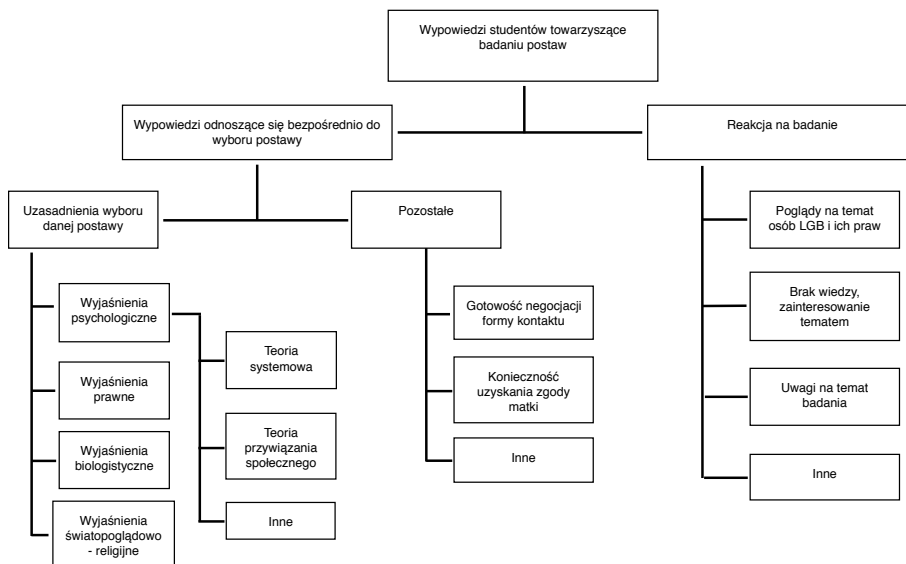 Wypowiedzi studentów towarzyszące
badaniu postaw
Wypowiedzi odnoszące się bezpośrednio do
wyboru postawy
Reakcja na badanie
Uzasadnienia wyboru
danej postawy
Pozostałe
Poglądy na temat
osób LGB i ich praw
Wyjaśnienia
psychologiczne
Gotowość negocjacji
formy kontaktu
Brak wiedzy,
zainteresowanie
tematem
Teoria
systemowa
Wyjaśnienia
prawne
Konieczność
uzyskania zgody
matki
Uwagi na temat
badania
Teoria
przywiązania
społecznego
Wyjaśnienia
biologistyczne
Inne
Inne
Wyjaśnienia
światopoglądowo
- religijne
Inne